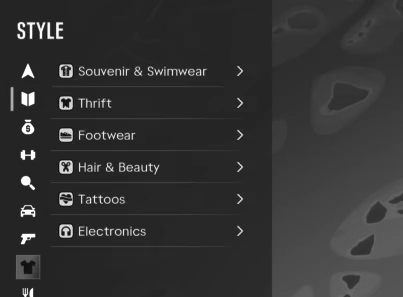 STYLE
Souvenir & Swimwear
Thrift
Footwear
Hair & Beauty
Tattoos
Electronics